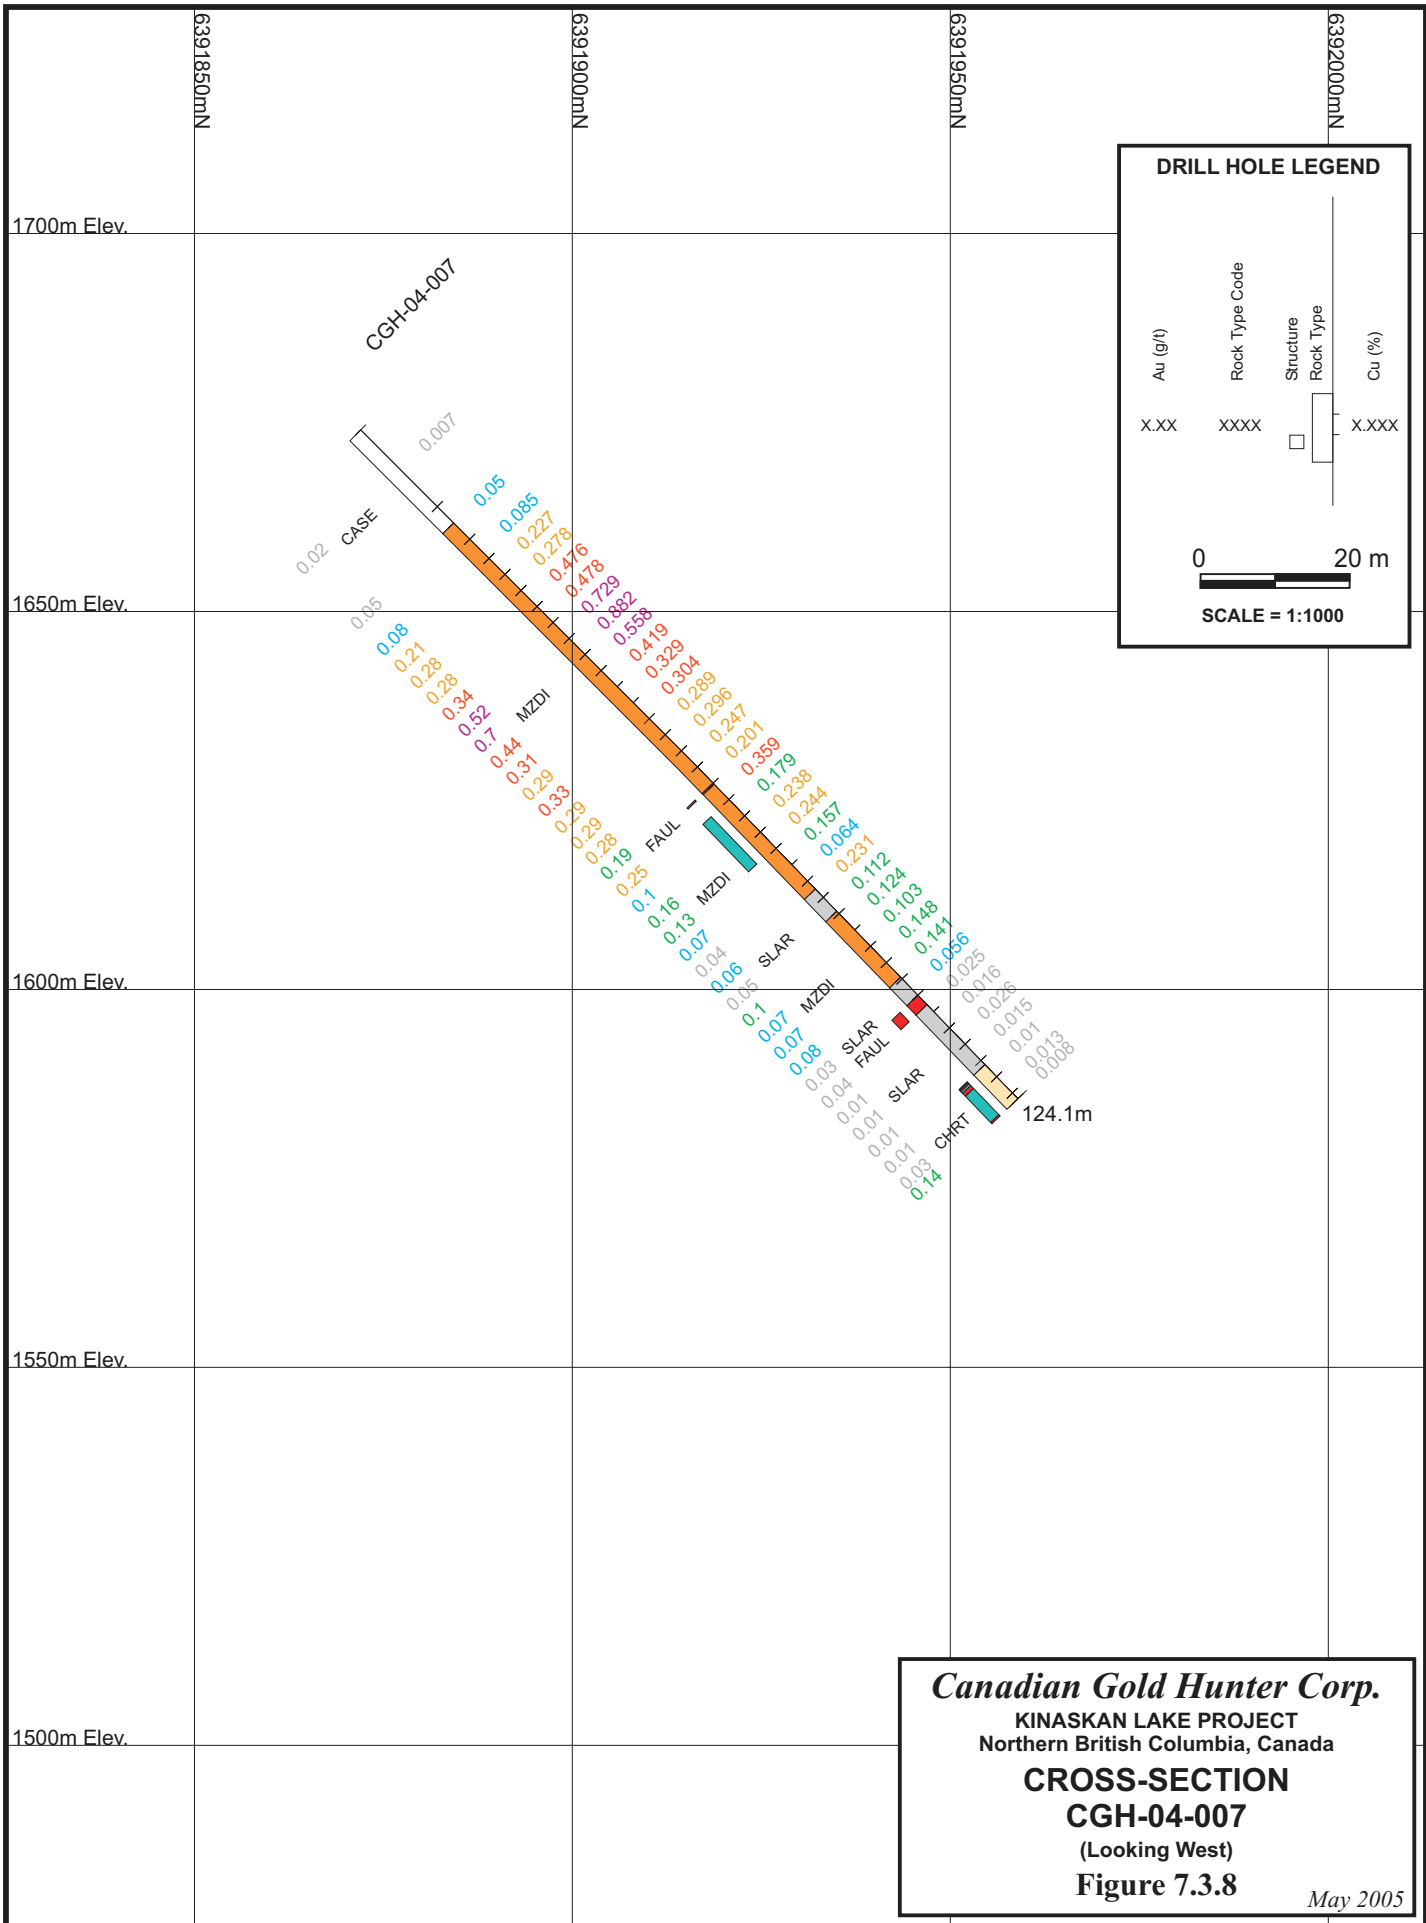 6391850mN
6391900mN
6391950mN
6392000mN
DRILL HOLE LEGEND
Au (g/t)
Rock Type Code
Structure
Rock Type
Cu (%)
X.XX
XXXX
X.XXX
0
20 m
SCALE = 1:1000
1700m Elev.
1650m Elev.
1600m Elev.
1550m Elev.
1500m Elev.
CGH-04-007
0.007
0.05
0.085
0.227
0.278
0.476
0.478
0.729
0.882
0.558
0.419
0.329
0.304
0.289
0.296
0.247
0.201
0.359
0.179
0.238
0.244
0.157
0.064
0.231
0.112
0.124
0.103
0.148
0.141
0.056
0.025
0.016
0.026
0.015
0.01
0.013
0.008
CASE
MZDI
FAUL
MZDI
SLAR
MZDI
SLAR
FAUL
SLAR
CHRT
124.1m
0.02
0.05
0.08
0.21
0.28
0.28
0.34
0.52
0.7
0.44
0.31
0.29
0.33
0.29
0.29
0.28
0.19
0.25
0.1
0.16
0.13
0.07
0.04
0.06
0.05
0.1
0.07
0.07
0.08
0.03
0.04
0.01
0.01
0.01
0.01
0.03
0.14
Canadian Gold Hunter Corp.
KINASKAN LAKE PROJECT
Northern British Columbia, Canada
CROSS-SECTION
CGH-04-007
(Looking West)
Figure 7.3.8
May 2005